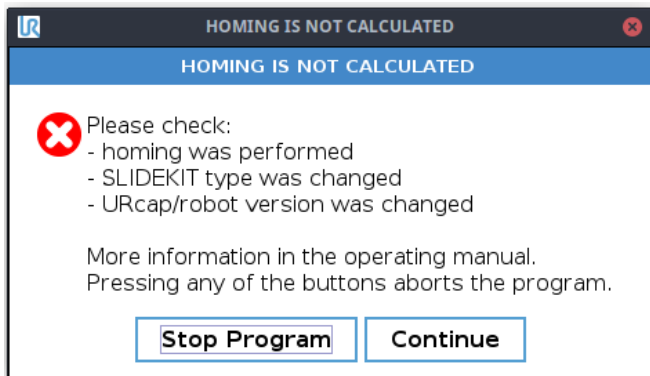 UR
HOMING IS NOT CALCULATED
HOMING IS NOT CALCULATED
Please check:
- homing was performed
- SLIDEKIT type was changed
- URcap/robot version was changed
More information in the operating manual.
Pressing any of the buttons aborts the program.
Stop Program Continue